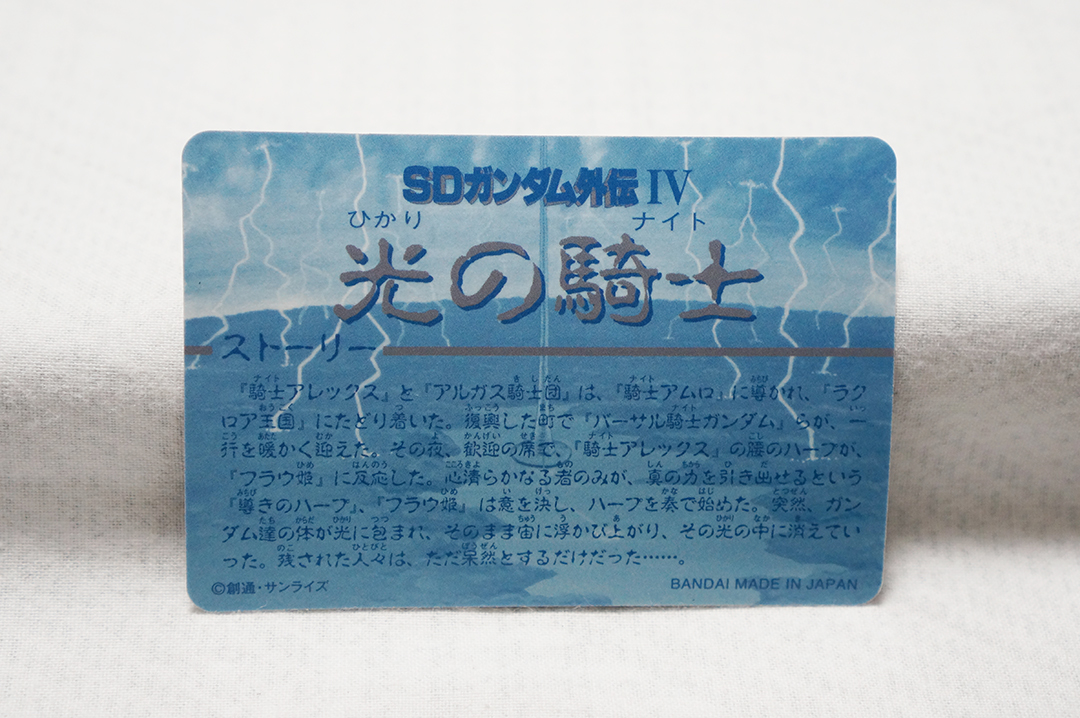 SDガンダム外伝 IV
ひかり ナイト
光の騎士
ストーリー
『騎士アレックス』と『アルガス騎士団』は、『騎士アムロ』に導かれ、『ラク
ロア王国』にたどり着いた。復興した町で『バーサル騎士ガンダム』らが、一
行を暖かく迎えた。その夜、歓迎の席で、『騎士アレックス』の腰のハープが、
『フラウ姫』に反応した。心清らかなる者のみが、真の力を引き出せるという
『導きのハープ』、『フラウ姫』は意を決し、ハープを奏で始めた。突然、ガン
ダム達の体が光に包まれ、そのまま宙に浮かび上がり、その光の中に消えてい
った。残された人々は、ただ呆然とするだけだった……。
©創通・サンライズ
BANDAI MADE IN JAPAN